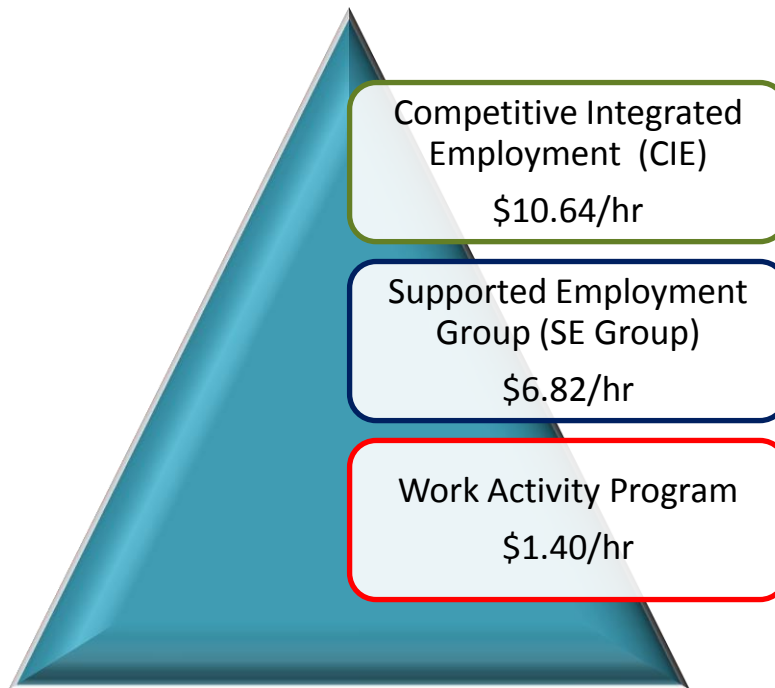 Competitive Integrated
Employment (CIE)
$10.64/hr
Supported Employment
Group (SE Group)
$6.82/hr
Work Activity Program
$1.40/hr